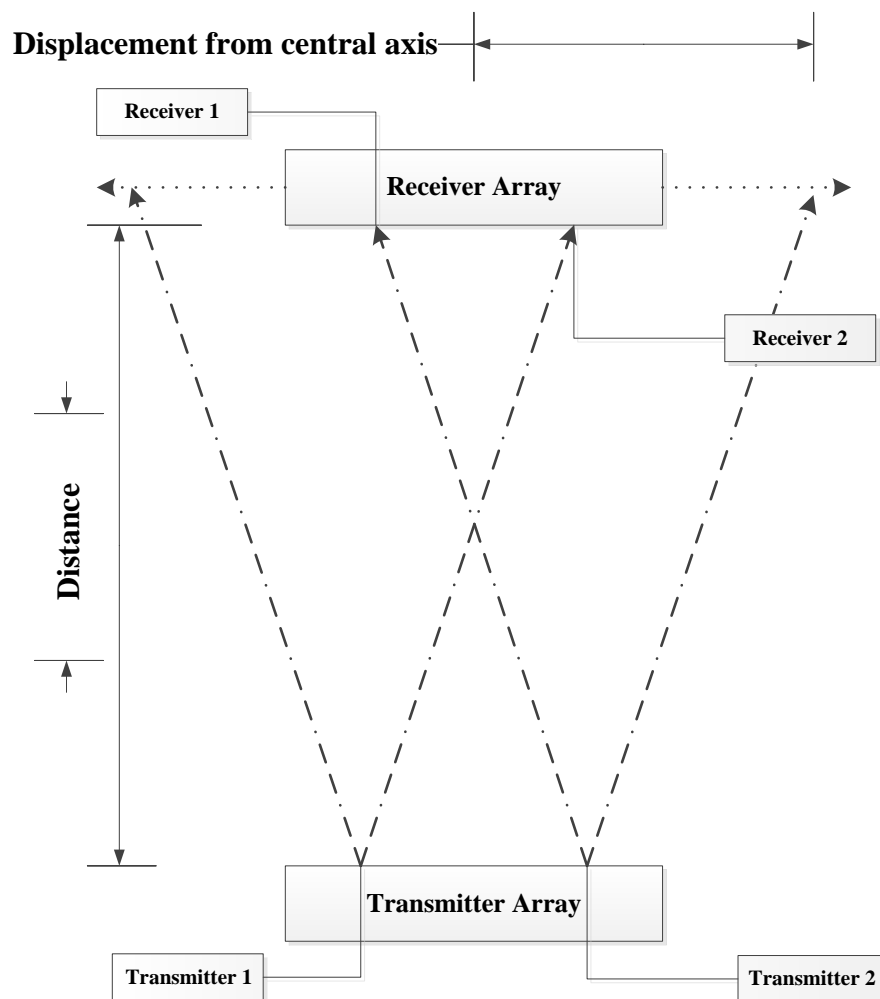 Displacement from central axis
Receiver 1
Receiver Array
Receiver 2
Distance
Transmitter Array
Transmitter 1
Transmitter 2